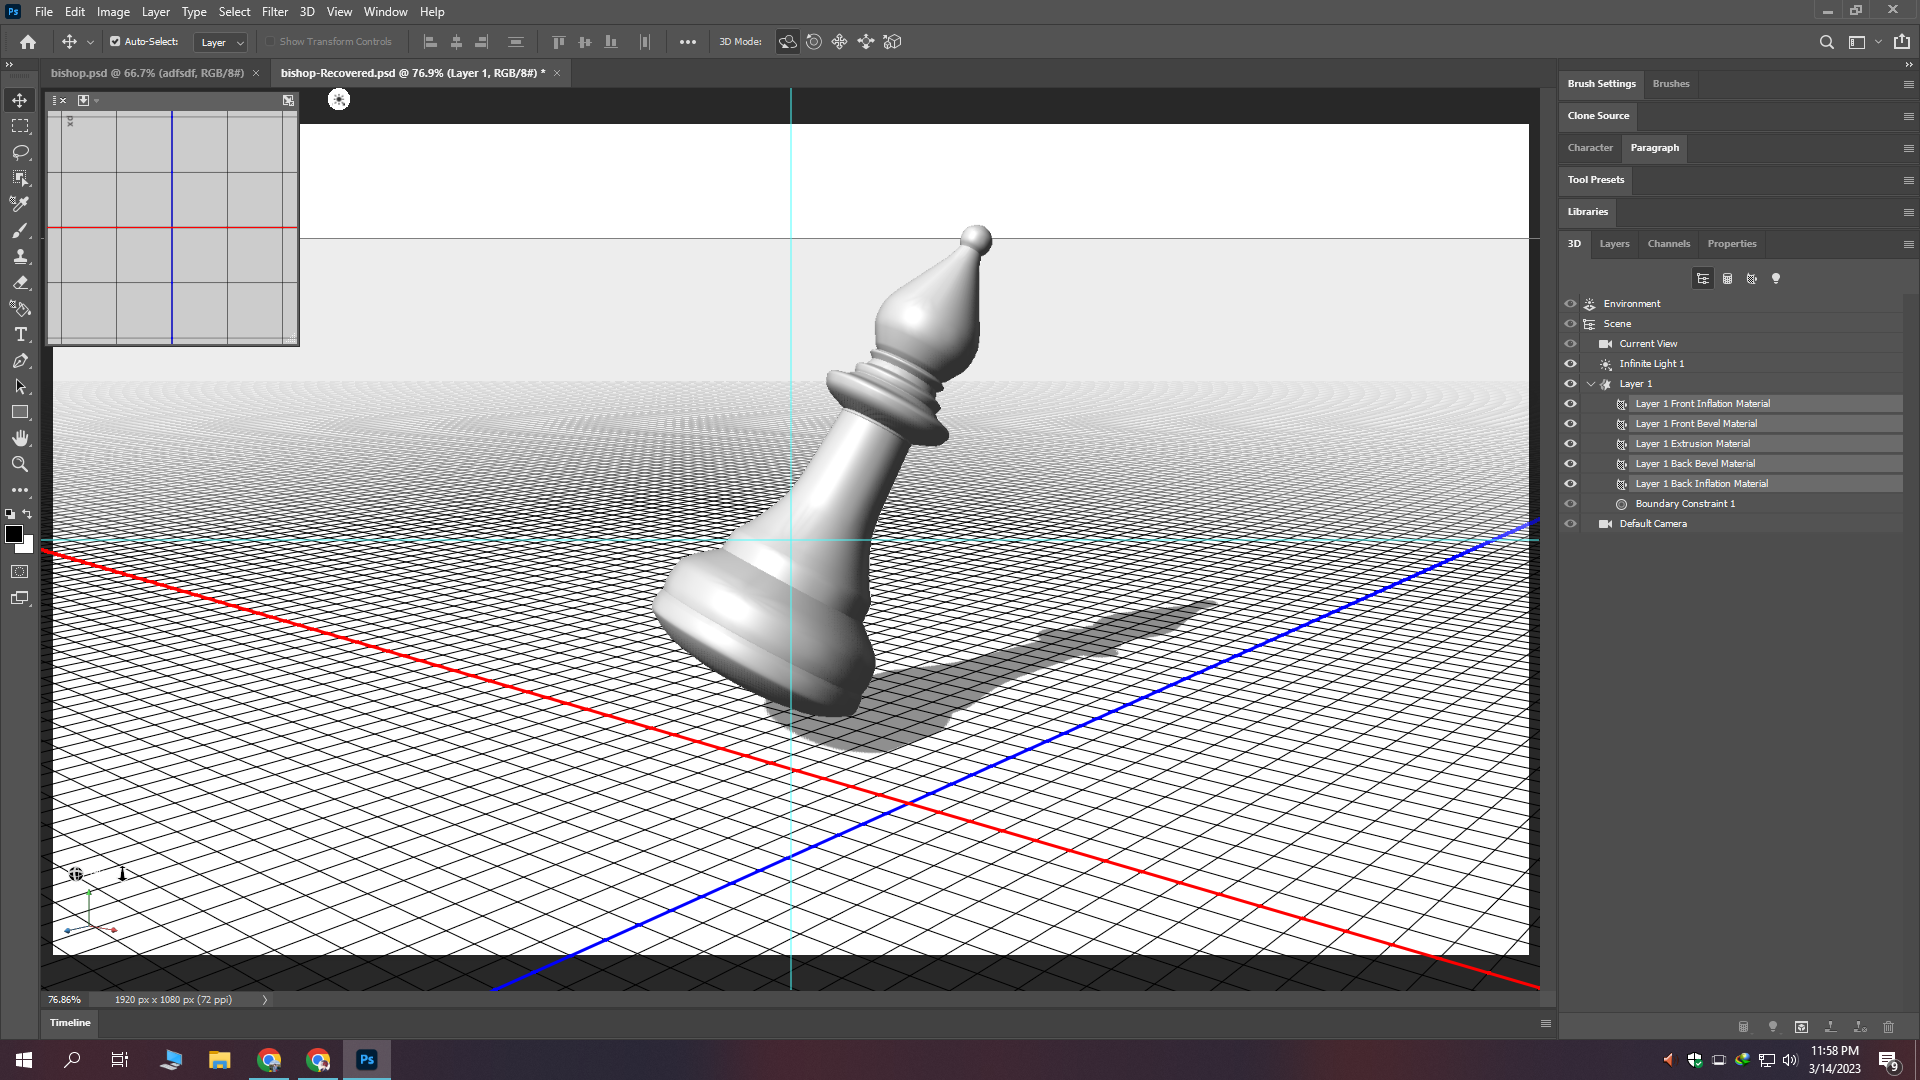 Ps File Edit Image Layer Type Select Filter 3D View Window Help
Auto-Select: Layer Show Transform Controls 3D Mode:
bishop.psd @ 66.7% (adfsdf, RGB/8#) × bishop-Recovered.psd @ 76.9% (Layer 1, RGB/8#) * ×
Brush Settings Brushes
Clone Source
Character Paragraph
Tool Presets
Libraries
3D Layers Channels Properties
Environment
Scene
Current View
Infinite Light 1
Layer 1
Layer 1 Front Inflation Material
Layer 1 Front Bevel Material
Layer 1 Extrusion Material
Layer 1 Back Bevel Material
Layer 1 Back Inflation Material
Boundary Constraint 1
Default Camera
76.86% 1920 px x 1080 px (72 ppi)
Timeline
Ps
11:58 PM
3/14/2023
9